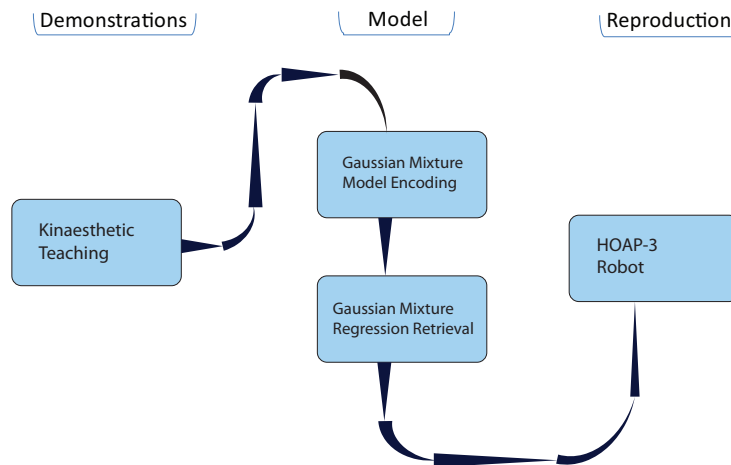 Demonstrations
Model
Reproduction
Gaussian Mixture
Model Encoding
Kinaesthetic
Teaching
HOAP-3
Robot
Gaussian Mixture
Regression Retrieval